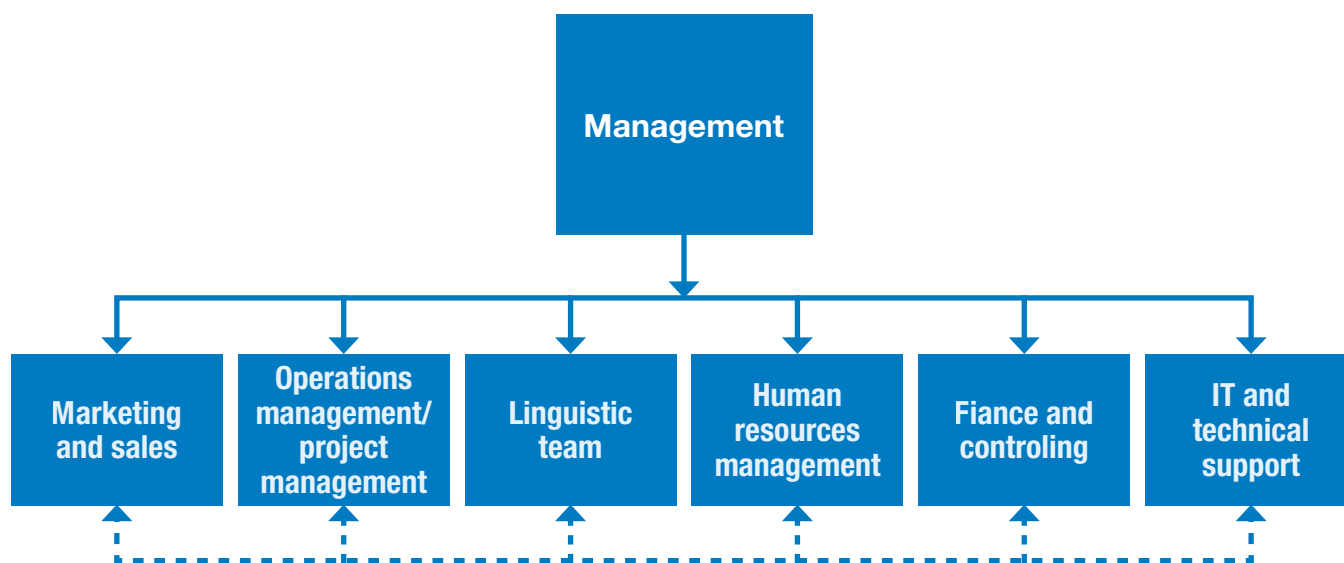 Management
Marketing
and sales
Operations
management/
project
management
Linguistic
team
Human
resources
management
Fiance and
controling
IT and
technical
support